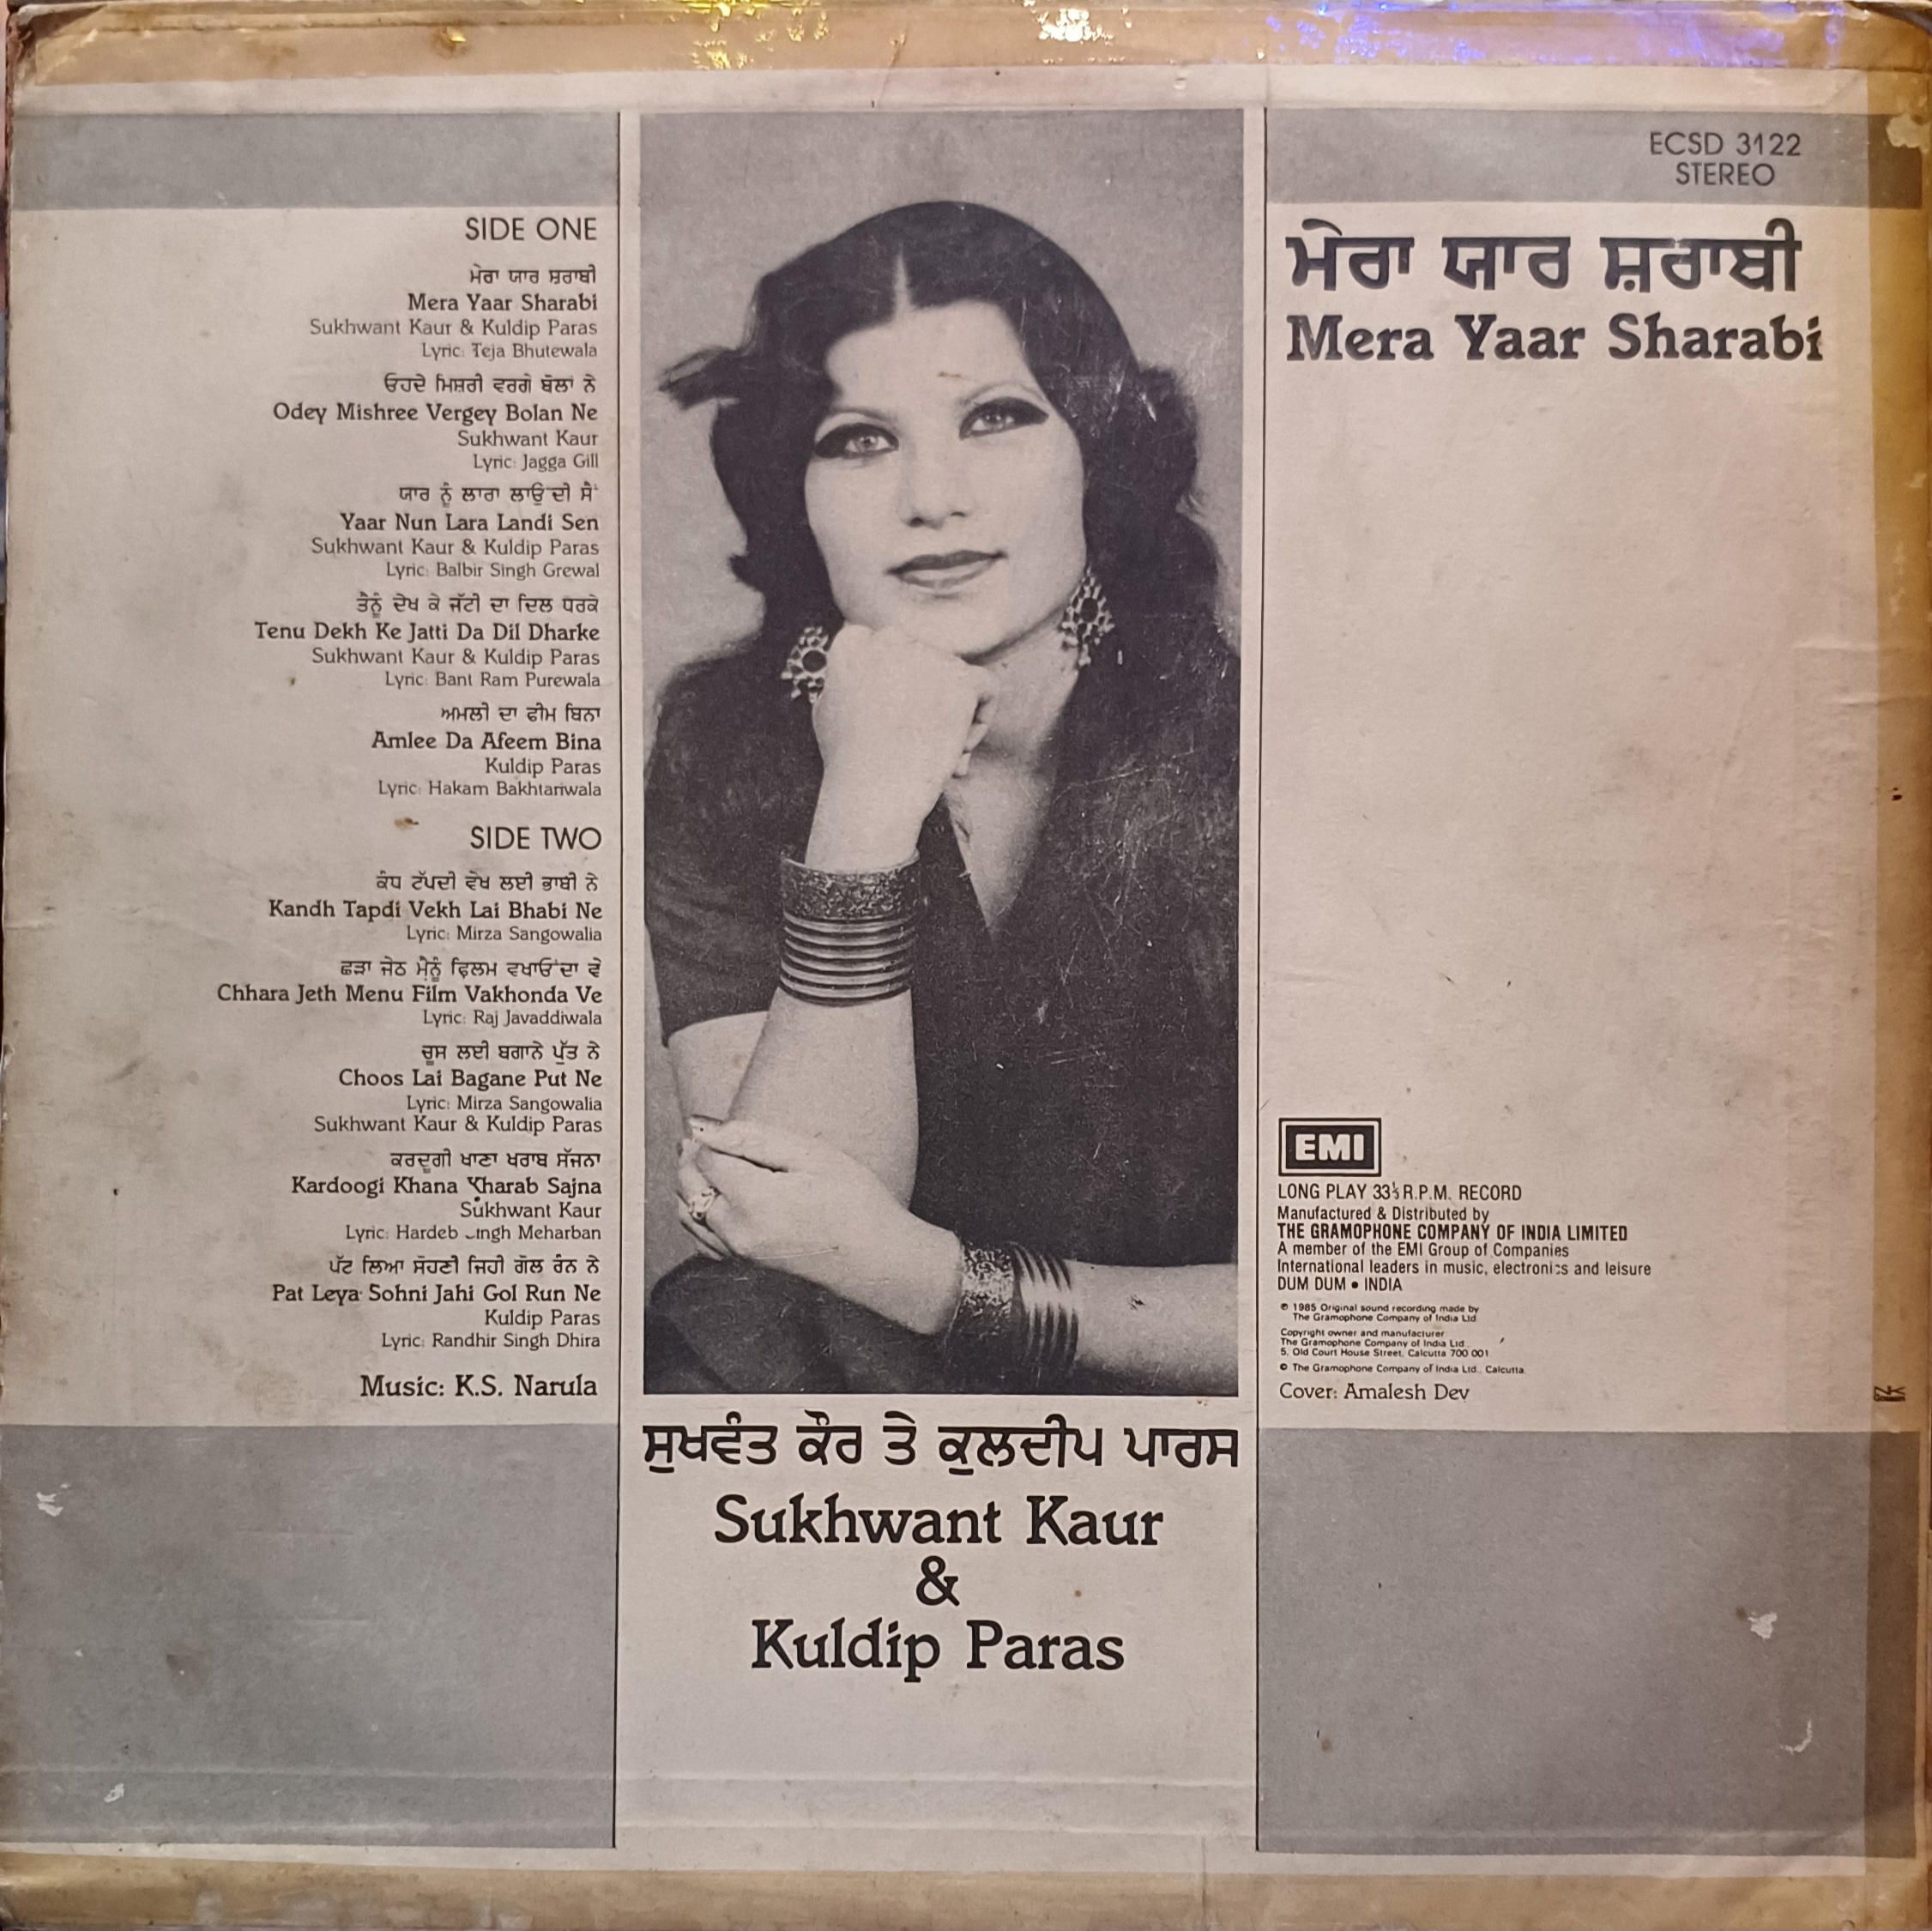 SIDE ONE
ਮੇਰਾ ਯਾਰ ਸ਼ਰਾਬੀ
Mera Yaar Sharabi
Sukhwant Kaur & Kuldip Paras
Lyric: Teja Bhutewala
ਓਹਦੇ ਮਿਸ਼ਰੀ ਵਰਗੇ ਬੋਲਾਂ ਨੇ
Odey Mishree Vergey Bolan Ne
Sukhwant Kaur
Lyric: Jagga Gill
ਯਾਰ ਨੂੰ ਲਾਰਾ ਲਾਉਂਦੀ ਸੈਂ
Yaar Nun Lara Landi Sen
Sukhwant Kaur & Kuldip Paras
Lyric: Balbir Singh Grewal
ਤੈਨੂੰ ਦੇਖ ਕੇ ਜੱਟੀ ਦਾ ਦਿਲ ਧਰਕੇ
Tenu Dekh Ke Jatti Da Dil Dharke
Sukhwant Kaur & Kuldip Paras
Lyric: Bant Ram Purewala
ਅਮਲੀ ਦਾ ਫੀਮ ਬਿਨਾ
Amlee Da Afeem Bina
Kuldip Paras
Lyric: Hakam Bakhtariwala
SIDE TWO
ਕੰਧ ਟੱਪਦੀ ਵੇਖ ਲਈ ਭਾਬੀ ਨੇ
Kandh Tapdi Vekh Lai Bhabi Ne
Lyric: Mirza Sangowalia
ਛੜਾ ਜੇਠ ਮੈਨੂੰ ਫ਼ਿਲਮ ਵਖਾਓਂਦਾ ਵੇ
Chhara Jeth Menu Film Vakhonda Ve
Lyric: Raj Javaddiwala
ਚੂਸ ਲਈ ਬਗਾਨੇ ਪੁੱਤ ਨੇ
Choos Lai Bagane Put Ne
Lyric: Mirza Sangowalia
Sukhwant Kaur & Kuldip Paras
ਕਰਦੂਗੀ ਖਾਣਾ ਖਰਾਬ ਸੱਜਨਾ
Kardoogi Khana Kharab Sajna
Sukhwant Kaur
Lyric: Hardeb Singh Meharban
ਪੱਟ ਲਿਆ ਸੋਹਣੀ ਜਿਹੀ ਗੋਲ ਰੰਨ ਨੇ
Pat Leya Sohni Jahi Gol Run Ne
Kuldip Paras
Lyric: Randhir Singh Dhira
Music: K.S. Narula
ਸੁਖਵੰਤ ਕੌਰ ਤੇ ਕੁਲਦੀਪ ਪਾਰਸ
Sukhwant Kaur
&
Kuldip Paras
ECSD 3122
STEREO
ਮੇਰਾ ਯਾਰ ਸ਼ਰਾਬੀ
Mera Yaar Sharabi
EMI
LONG PLAY 33⅓ R.P.M. RECORD
Manufactured & Distributed by
THE GRAMOPHONE COMPANY OF INDIA LIMITED
A member of the EMI Group of Companies
International leaders in music, electronics and leisure
DUM DUM • INDIA
℗ 1985 Original sound recording made by
The Gramophone Company of India Ltd
Copyright owner and manufacturer
The Gramophone Company of India Ltd.
5, Old Court House Street, Calcutta 700 001
© The Gramophone Company of India Ltd., Calcutta.
Cover: Amalesh Dev